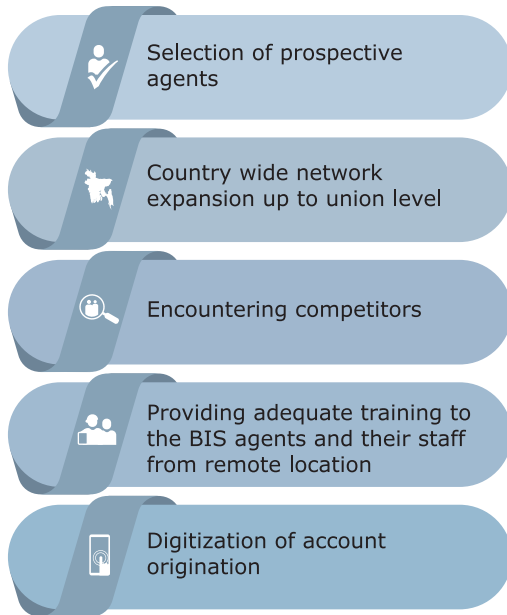 Selection of prospective
agents
Country wide network
expansion up to union level
Encountering competitors
Providing adequate training to
the BIS agents and their staff
from remote location
Digitization of account
origination